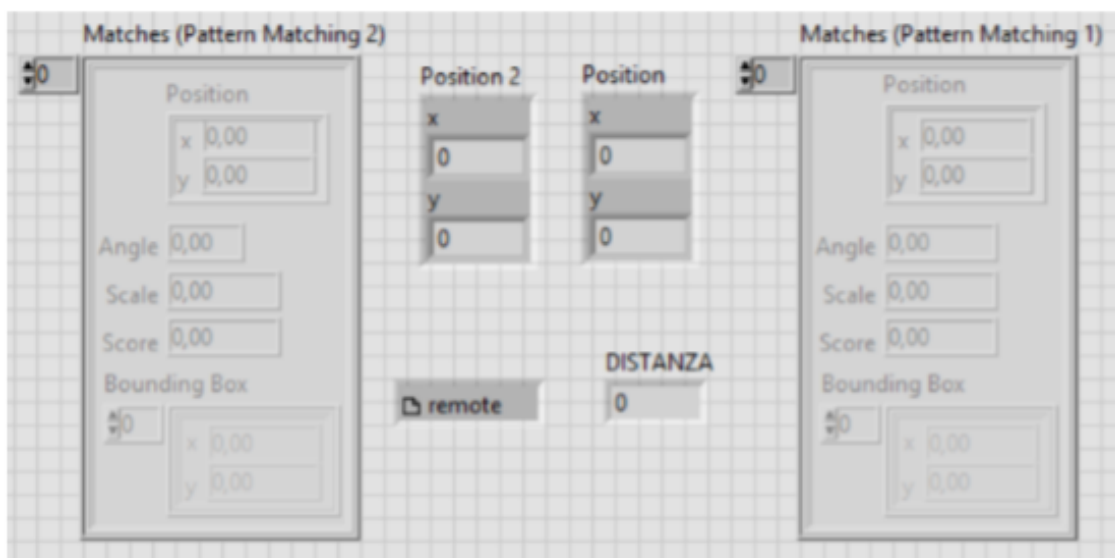 Matches (Pattern Matching 2)
0
Position
x 0,00
y 0,00
Angle 0,00
Scale 0,00
Score 0,00
Bounding Box
0
x 0,00
y 0,00
Position 2
x
0
y
0
Position
x
0
y
0
remote
DISTANZA
0
Matches (Pattern Matching 1)
0
Position
x 0,00
y 0,00
Angle 0,00
Scale 0,00
Score 0,00
Bounding Box
0
x 0,00
y 0,00